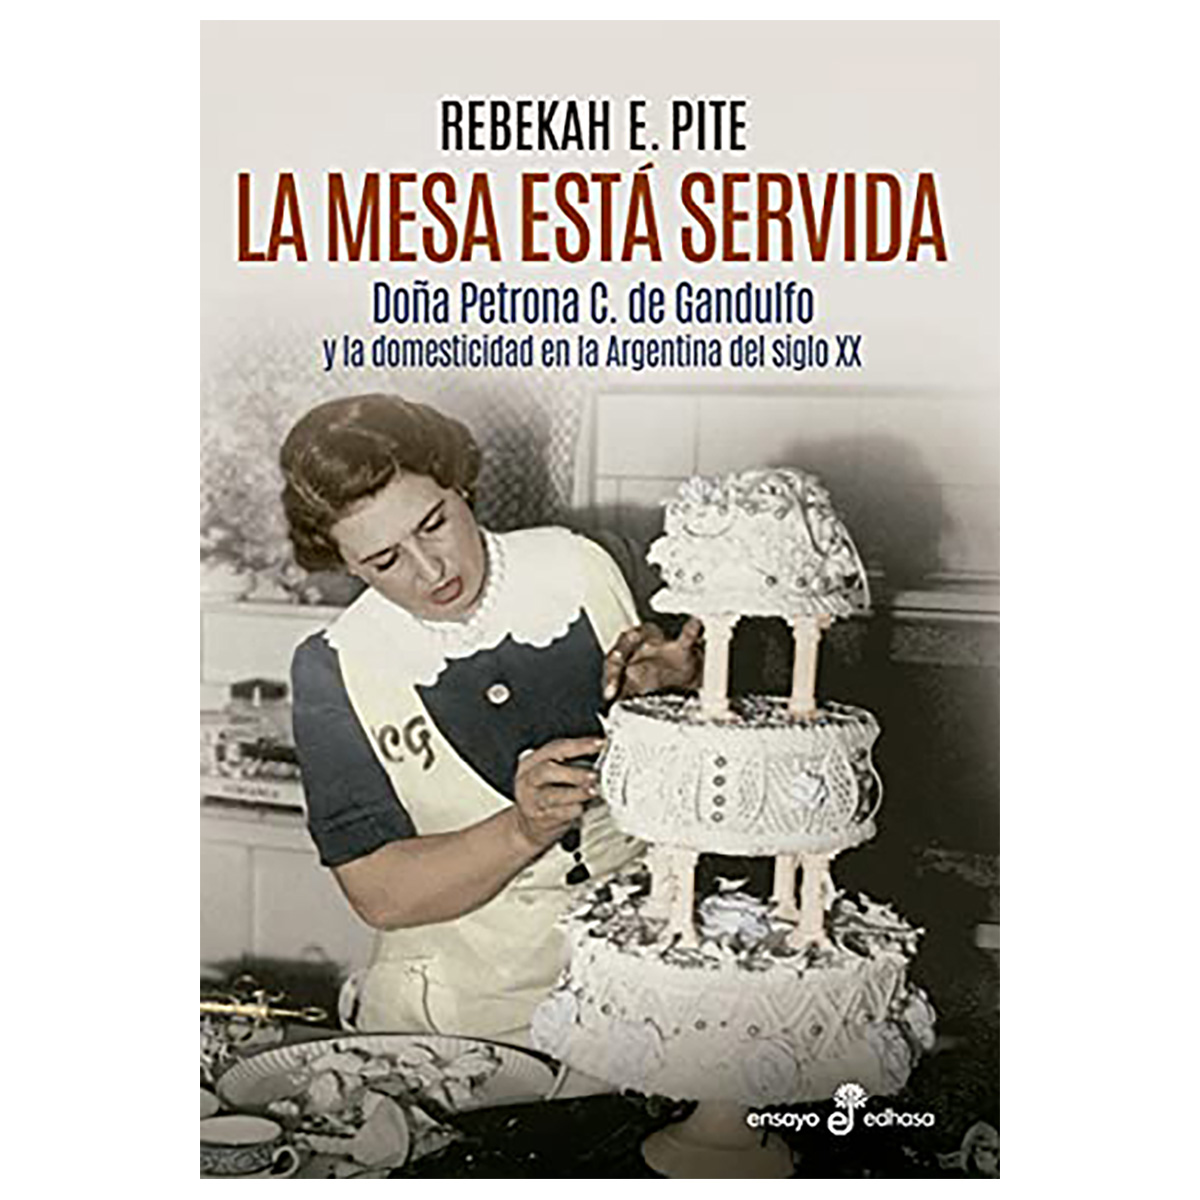 REBEKAH E. PITE
LA MESA ESTÁ SERVIDA
Doña Petrona C. de Gandulfo
y la domesticidad en la Argentina del siglo XX
CG
ensayo edhasa